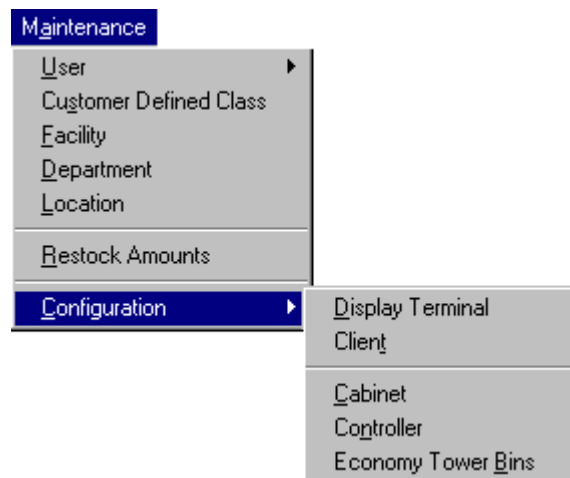 Maintenance
User
Customer Defined Class
Facility
Department
Location
Restock Amounts
Configuration
Display Terminal
Client
Cabinet
Controller
Economy Tower Bins